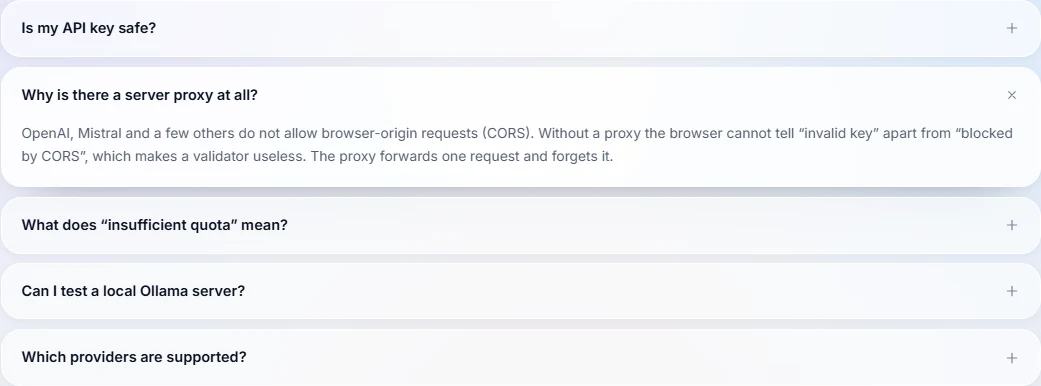 Is my API key safe?
Why is there a server proxy at all?
OpenAI, Mistral and a few others do not allow browser-origin requests (CORS). Without a proxy the browser cannot tell “invalid key” apart from “blocked
by CORS”, which makes a validator useless. The proxy forwards one request and forgets it.
What does “insufficient quota” mean?
Can I test a local Ollama server?
Which providers are supported?